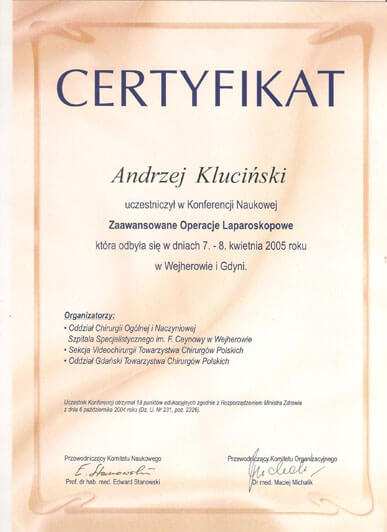 CERTYFIKAT
Andrzej Kluciński
uczestniczył w Konferencji Naukowej
Zaawansowane Operacje Laparoskopowe
która odbyła się w dniach 7. - 8. kwietnia 2005 roku
w Wejherowie i Gdyni.
Organizatorzy:
• Oddział Chirurgii Ogólnej i Naczyniowej
Szpitala Specjalistycznego im. F. Ceynowy w Wejherowie
• Sekcja Videochirurgii Towarzystwa Chirurgów Polskich
• Oddział Gdański Towarzystwa Chirurgów Polskich
Uczestnik Konferencji otrzymał 18 punktów edukacyjnych zgodnie z Rozporządzeniem Ministra Zdrowia
z dnia 6 października 2004 roku (Dz. U. Nr 231, poz. 2326).
Przewodniczący Komitetu Naukowego
E. Stanowski
Prof. dr hab. med. Edward Stanowski
Przewodniczący Komitetu Organizacyjnego
Michalik
Dr med. Maciej Michalik